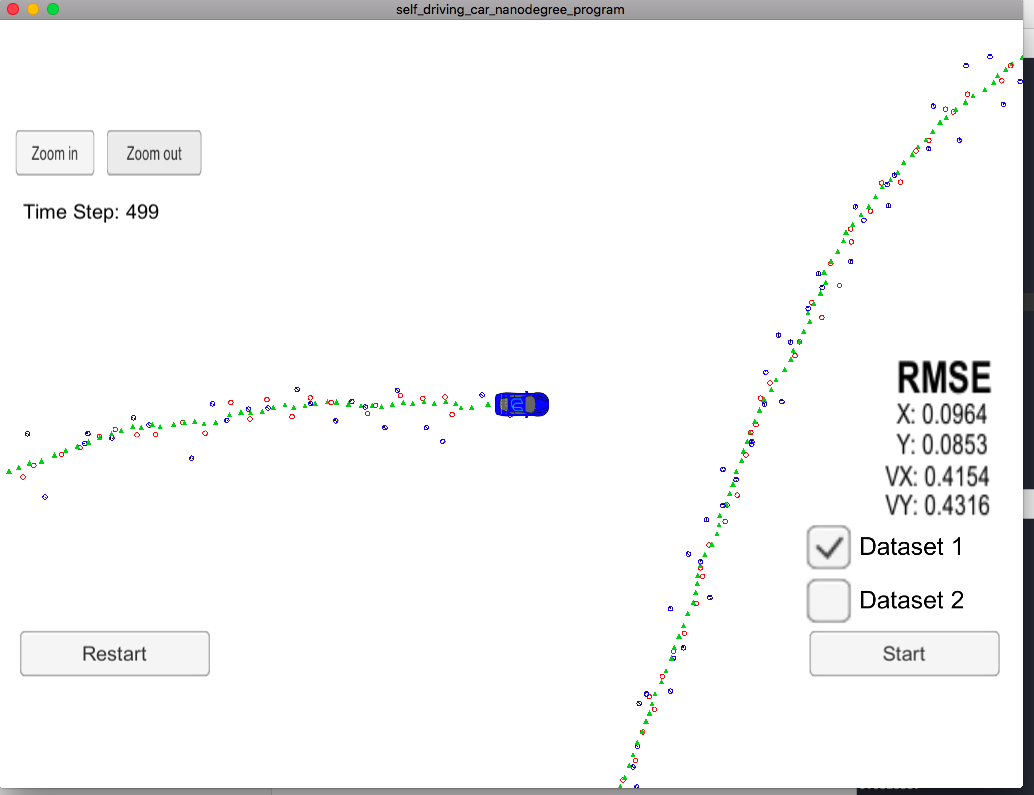 self_driving_car_nanodegree_program
Zoom in
Zoom out
Time Step: 499
RMSE
X: 0.0964
Y: 0.0853
VX: 0.4154
VY: 0.4316
Dataset 1
Dataset 2
Restart
Start